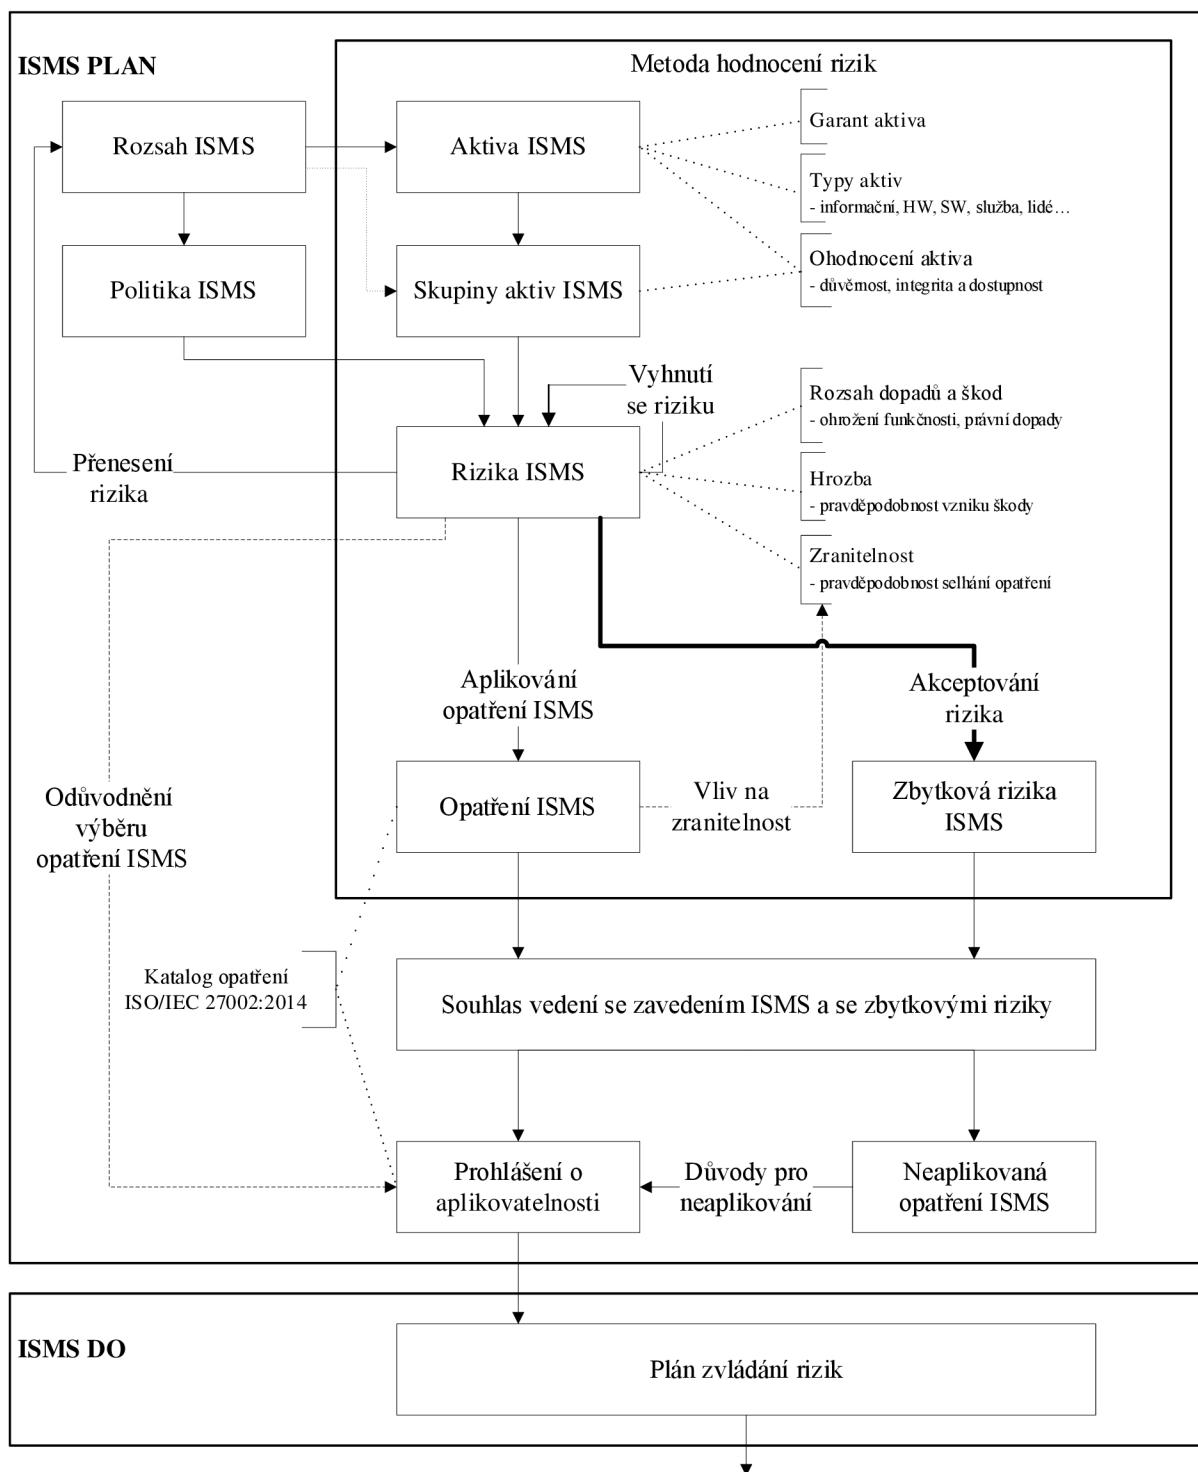 ISMS PLAN
Metoda hodnocení rizik
Rozsah ISMS
Aktiva ISMS
Garant aktiva
Typy aktiv
- informační, HW, SW, služba, lidé…
Politika ISMS
Skupiny aktiv ISMS
Ohodnocení aktiva
- důvěrnost, integrita a dostupnost
Vyhnutí
se riziku
Rozsah dopadů a škod
- ohrožení funkčnosti, právní dopady
Přenesení
rizika
Rizika ISMS
Hrozba
- pravděpodobnost vzniku škody
Zranitelnost
- pravděpodobnost selhání opatření
Aplikování
opatření ISMS
Akceptování
rizika
Odůvodnění
výběru
opatření ISMS
Opatření ISMS
Vliv na
zranitelnost
Zbytková rizika
ISMS
Katalog opatření
ISO/IEC 27002:2014
Souhlas vedení se zavedením ISMS a se zbytkovými riziky
Prohlášení o
aplikovatelnosti
Důvody pro
neaplikování
Neaplikovaná
opatření ISMS
ISMS DO
Plán zvládání rizik